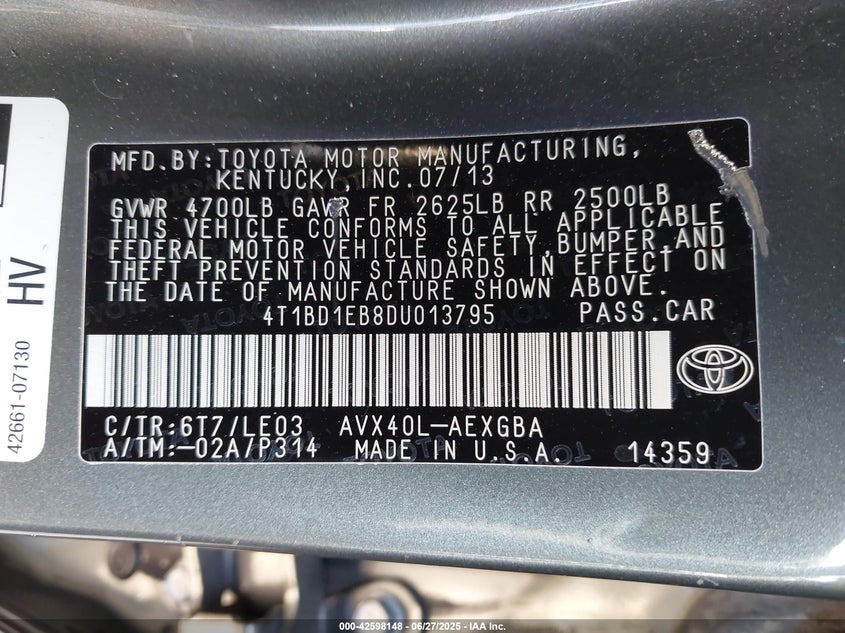 MFD.BY:TOYOTA MOTOR MANUFACTURING,
KENTUCKY,INC.07/13
GVWR 4700LB GAWR FR 2625LB RR 2500LB
THIS VEHICLE CONFORMS TO ALL APPLICABLE
FEDERAL MOTOR VEHICLE SAFETY,BUMPER,AND
THEFT PREVENTION STANDARDS IN EFFECT ON
THE DATE OF MANUFACTURE SHOWN ABOVE.
4T1BD1EB8DU013795 PASS.CAR
C/TR:6T7/LE03 AVX40L-AEXGBA
A/TM:-02A/P314 MADE IN U.S.A. 14359
42661-07130
HV
000-42598148 | 06/27/2025 - © IAA Inc.